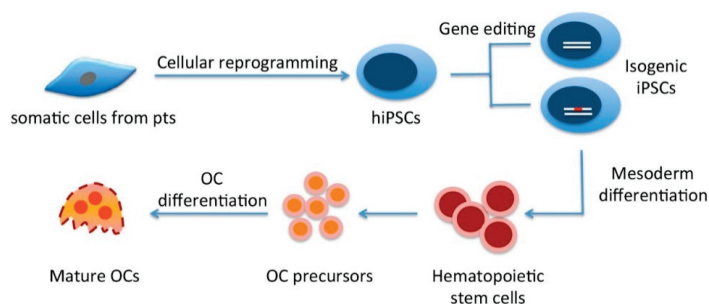 Cellular reprogramming
Gene editing
somatic cells from pts
hiPSCs
Isogenic
iPSCs
Mesoderm
differentiation
OC
differentiation
Mature OCs
OC precursors
Hematopoietic
stem cells